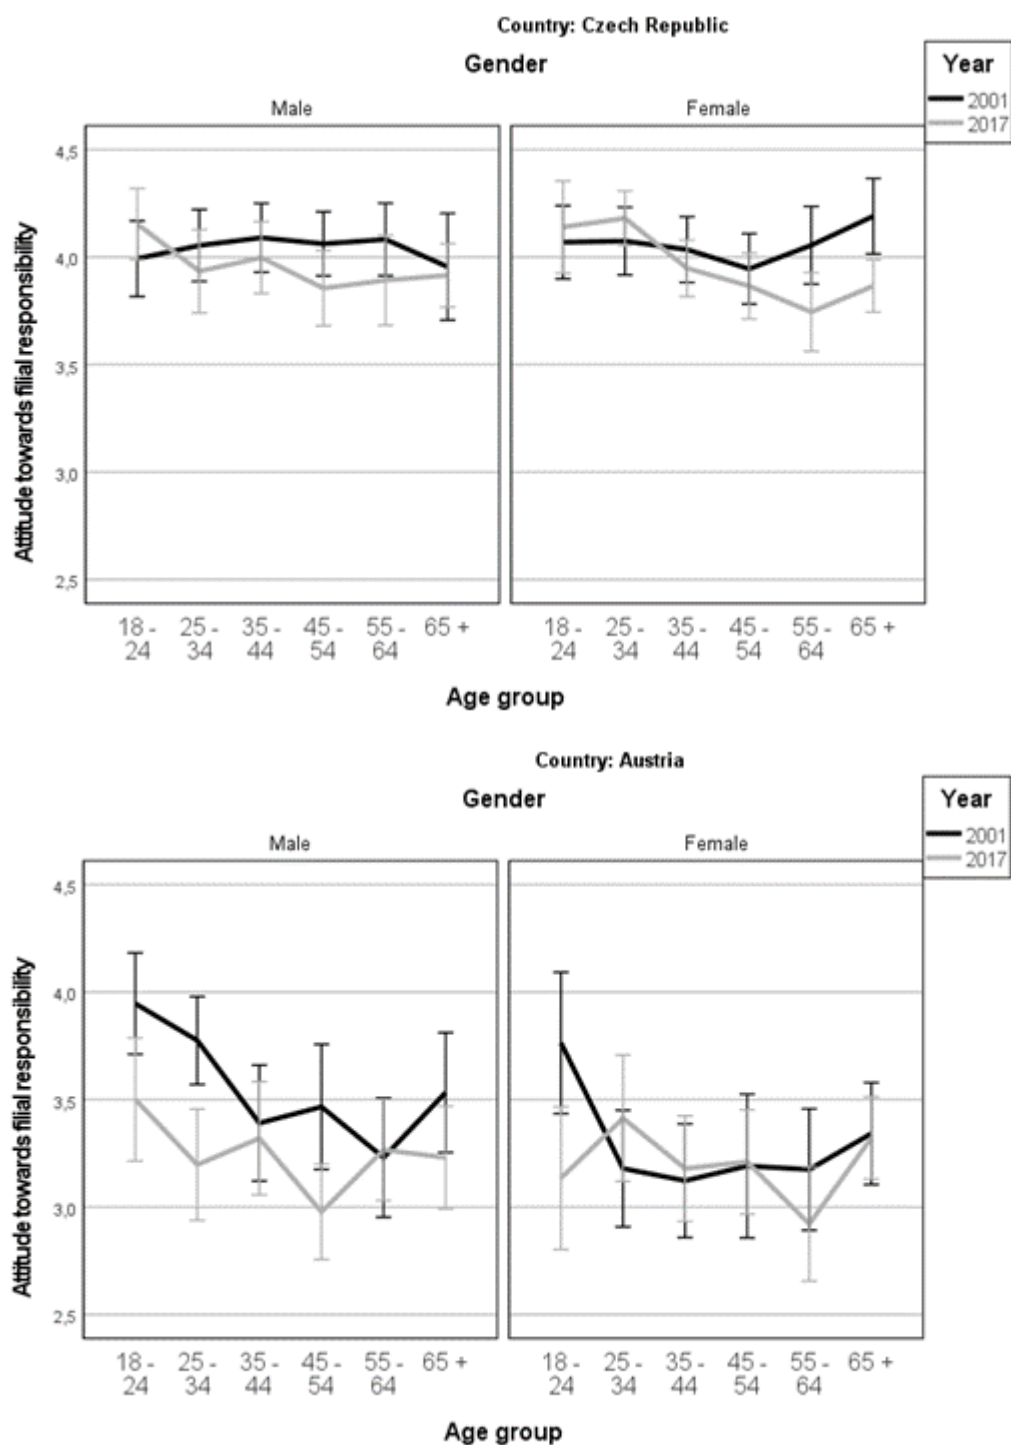 Country: Czech Republic
Gender
Year
2001
2017
Male
Female
Attitude towards filial responsibility
4,5
4,0
3,5
3,0
2,5
18 - 24
25 - 34
35 - 44
45 - 54
55 - 64
65 +
18 - 24
25 - 34
35 - 44
45 - 54
55 - 64
65 +
Age group
Country: Austria
Gender
Year
2001
2017
Male
Female
Attitude towards filial responsibility
4,5
4,0
3,5
3,0
2,5
18 - 24
25 - 34
35 - 44
45 - 54
55 - 64
65 +
18 - 24
25 - 34
35 - 44
45 - 54
55 - 64
65 +
Age group